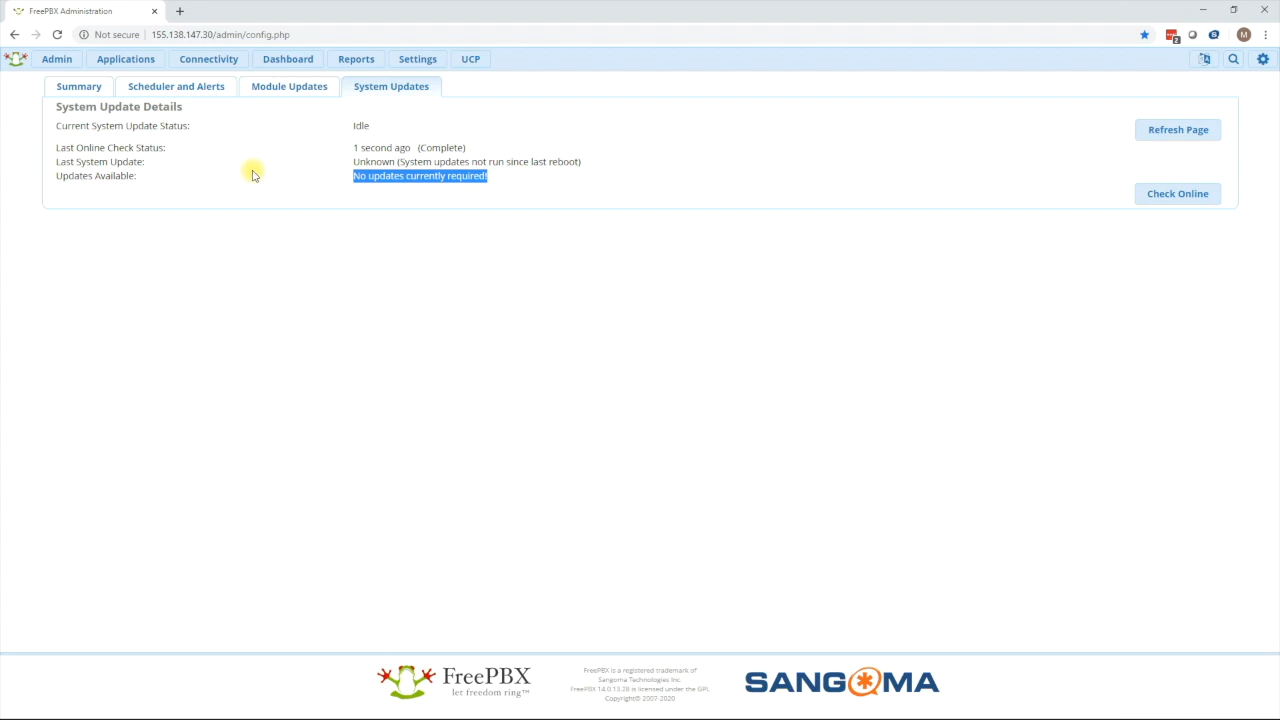 FreePBX Administration
Not secure 155.138.147.30/admin/config.php
2
M
Admin Applications Connectivity Dashboard Reports Settings UCP
Summary Scheduler and Alerts Module Updates System Updates
System Update Details
Current System Update Status: Idle
Refresh Page
Last Online Check Status: 1 second ago (Complete)
Last System Update: Unknown (System updates not run since last reboot)
Updates Available: No updates currently required!
Check Online
FreePBX
let freedom ring™
FreePBX is a registered trademark of
Sangoma Technologies Inc.
FreePBX 14.0.13.28 is licensed under the GPL
Copyright© 2007-2020
SANGOMA